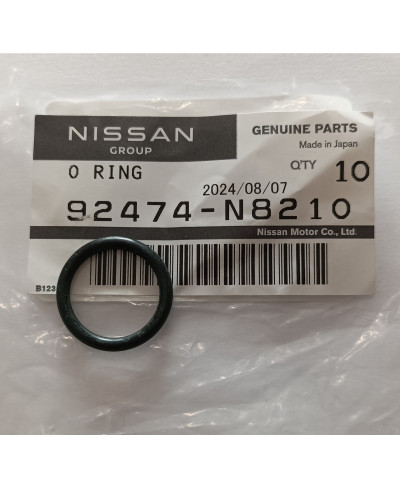 NISSAN
GROUP
GENUINE PARTS
Made in Japan
O RING
Q'TY 10
2024/08/07
92474-N8210
Nissan Motor Co., Ltd.
B123